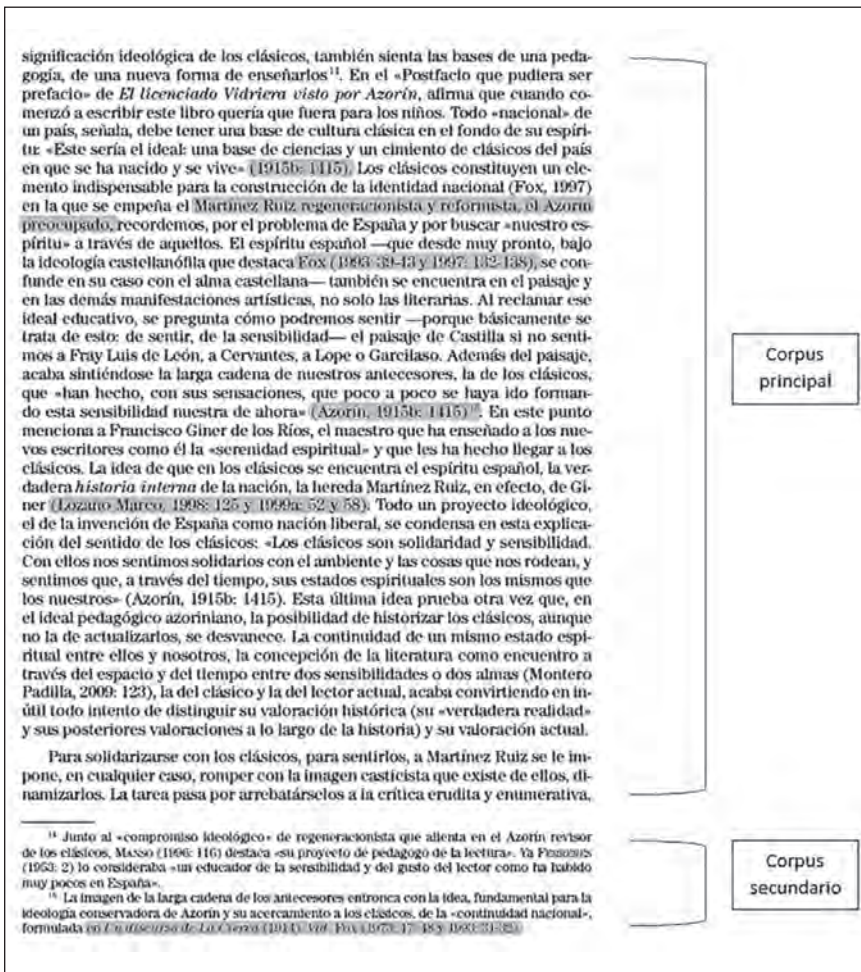 significación ideológica de los clásicos, también sienta las bases de una peda-
gogía, de una nueva forma de enseñarlos¹⁴. En el «Postfacio que pudiera ser
prefacio» de El licenciado Vidriera visto por Azorín, afirma que cuando co-
menzó a escribir este libro quería que fuera para los niños. Todo «nacional» de
un país, señala, debe tener una base de cultura clásica en el fondo de su espíri-
tu: «Este sería el ideal: una base de ciencias y un cimiento de clásicos del país
en que se ha nacido y se vive» (1915b: 1415). Los clásicos constituyen un ele-
mento indispensable para la construcción de la identidad nacional (Fox, 1997)
en la que se empeña el Martínez Ruiz regeneracionista y reformista, el Azorín
preocupado, recordemos, por el problema de España y por buscar «nuestro es-
píritu» a través de aquellos. El espíritu español —que desde muy pronto, bajo
la ideología castellanófila que destaca Fox (1993: 39-43 y 1997: 132-138), se con-
funde en su caso con el alma castellana— también se encuentra en el paisaje y
en las demás manifestaciones artísticas, no solo las literarias. Al reclamar ese
ideal educativo, se pregunta cómo podremos sentir —porque básicamente se
trata de esto: de sentir, de la sensibilidad— el paisaje de Castilla si no senti-
mos a Fray Luis de León, a Cervantes, a Lope o Garcilaso. Además del paisaje,
acaba sintiéndose la larga cadena de nuestros antecesores, la de los clásicos,
que «han hecho, con sus sensaciones, que poco a poco se haya ido forman-
do esta sensibilidad nuestra de ahora» (Azorín, 1915b: 1415)¹⁵. En este punto
menciona a Francisco Giner de los Ríos, el maestro que ha enseñado a los nue-
vos escritores como él la «serenidad espiritual» y que les ha hecho llegar a los
clásicos. La idea de que en los clásicos se encuentra el espíritu español, la ver-
dadera historia interna de la nación, la hereda Martínez Ruiz, en efecto, de Gi-
ner (Lozano Marco, 1998: 125 y 1999a: 52 y 58). Todo un proyecto ideológico,
el de la invención de España como nación liberal, se condensa en esta explica-
ción del sentido de los clásicos: «Los clásicos son solidaridad y sensibilidad.
Con ellos nos sentimos solidarios con el ambiente y las cosas que nos rodean, y
sentimos que, a través del tiempo, sus estados espirituales son los mismos que
los nuestros» (Azorín, 1915b: 1415). Esta última idea prueba otra vez que, en
el ideal pedagógico azoriniano, la posibilidad de historizar los clásicos, aunque
no la de actualizarlos, se desvanece. La continuidad de un mismo estado espi-
ritual entre ellos y nosotros, la concepción de la literatura como encuentro a
través del espacio y del tiempo entre dos sensibilidades o dos almas (Montero
Padilla, 2009: 123), la del clásico y la del lector actual, acaba convirtiendo en in-
útil todo intento de distinguir su valoración histórica (su «verdadera realidad»
y sus posteriores valoraciones a lo largo de la historia) y su valoración actual.
Para solidarizarse con los clásicos, para sentirlos, a Martínez Ruiz se le im-
pone, en cualquier caso, romper con la imagen casticista que existe de ellos, di-
namizarlos. La tarea pasa por arrebatárselos a la crítica erudita y enumerativa,
Corpus
principal
¹⁴ Junto al «compromiso ideológico» de regeneracionista que alienta en el Azorín revisor
de los clásicos, MANSO (1996: 116) destaca «su proyecto de pedagogo de la lectura». Ya
(1953: 2) lo consideraba «un educador de la sensibilidad y del gusto del lector como ha habido
muy pocos en España».
¹⁵ La imagen de la larga cadena de los antecesores entronca con la idea, fundamental para la
ideología conservadora de Azorín y su acercamiento a los clásicos, de la «continuidad nacional»,
formulada en Un discurso de La Cierva (1914). Vid. Fox
Corpus
secundario